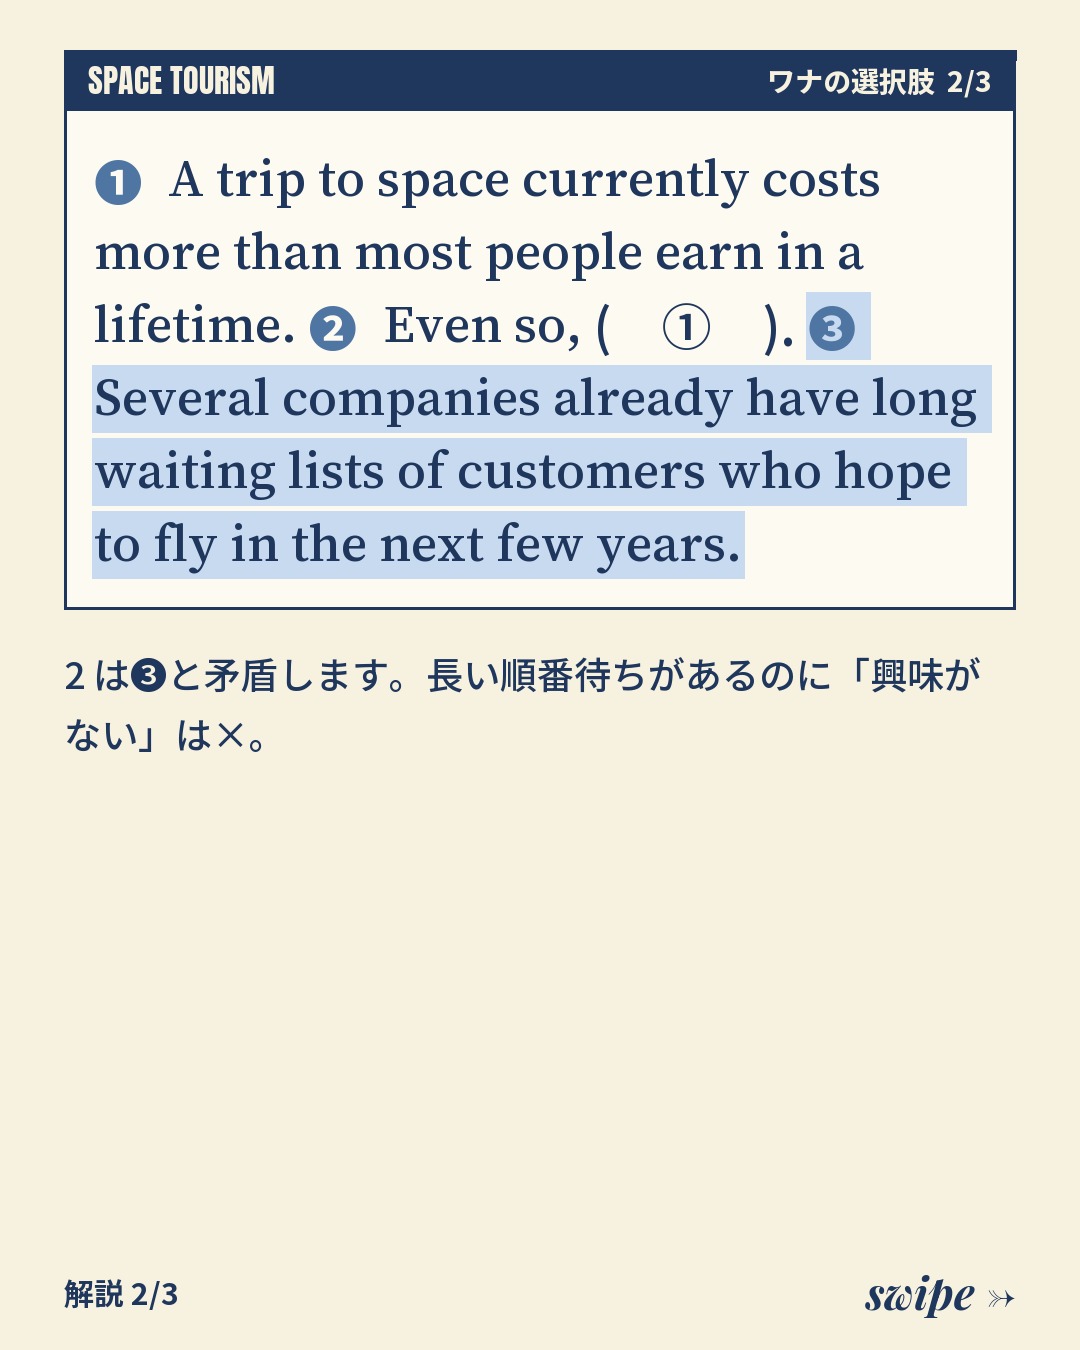 SPACE TOURISM
ワナの選択肢 2/3
❶ A trip to space currently costs
more than most people earn in a
lifetime. ❷ Even so, ( ① ). ❸
Several companies already have long
waiting lists of customers who hope
to fly in the next few years.
2 は❸と矛盾します。長い順番待ちがあるのに「興味が
ない」は×。
解説 2/3
swipe ➳